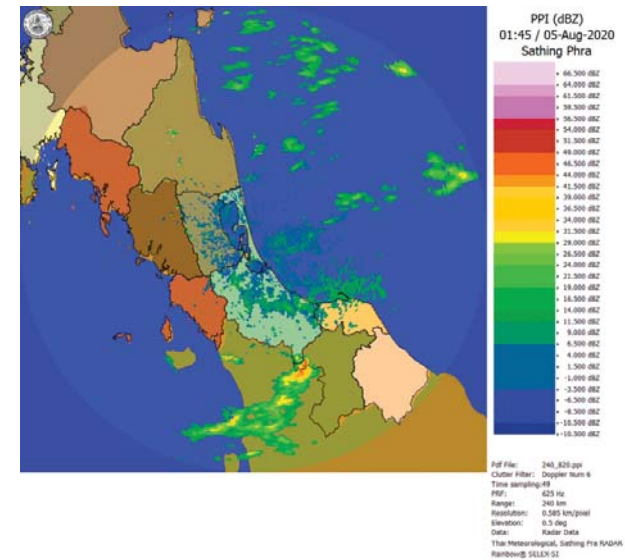 PPI (dBZ)
01:45 / 05-Aug-2020
Sathing Phra
66.500 dBZ
64.000 dBZ
61.500 dBZ
59.500 dBZ
56.500 dBZ
54.000 dBZ
51.500 dBZ
49.000 dBZ
46.500 dBZ
44.000 dBZ
41.500 dBZ
39.000 dBZ
36.500 dBZ
34.000 dBZ
31.500 dBZ
29.000 dBZ
26.500 dBZ
24.000 dBZ
21.500 dBZ
19.000 dBZ
16.500 dBZ
14.000 dBZ
11.500 dBZ
9.000 dBZ
6.500 dBZ
4.000 dBZ
1.500 dBZ
-1.000 dBZ
-3.500 dBZ
-6.500 dBZ
-8.500 dBZ
-10.500 dBZ
-10.500 dBZ
Pdf File: 240_820.ppi
Clutter Filter: Doppler Num 6
Time sampling:49
PRF: 625 Hz
Range: 240 km
Resolution: 0.585 km/pixel
Elevation: 0.5 deg
Data: Radar Data
Thai Meteorological, Sathing Pra RADAR
Rainbow® SELEX-SI